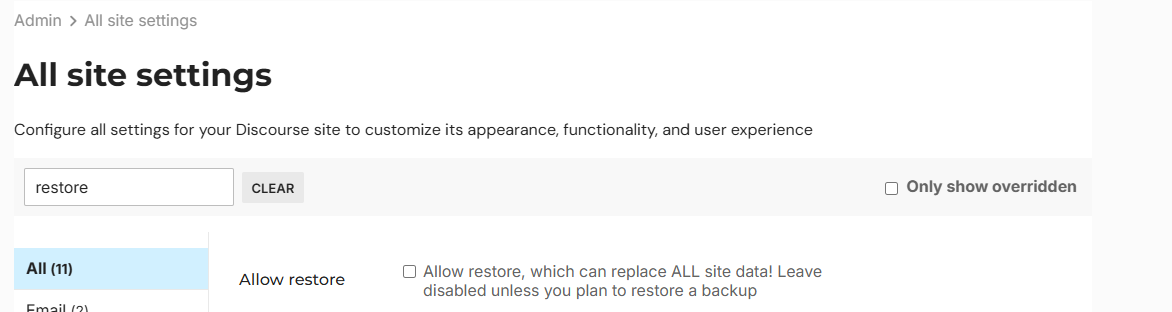 Admin > All site settings
All site settings
Configure all settings for your Discourse site to customize its appearance, functionality, and user experience
restore CLEAR Only show overridden
All (11)
Allow restore Allow restore, which can replace ALL site data! Leave
disabled unless you plan to restore a backup
Email (2)